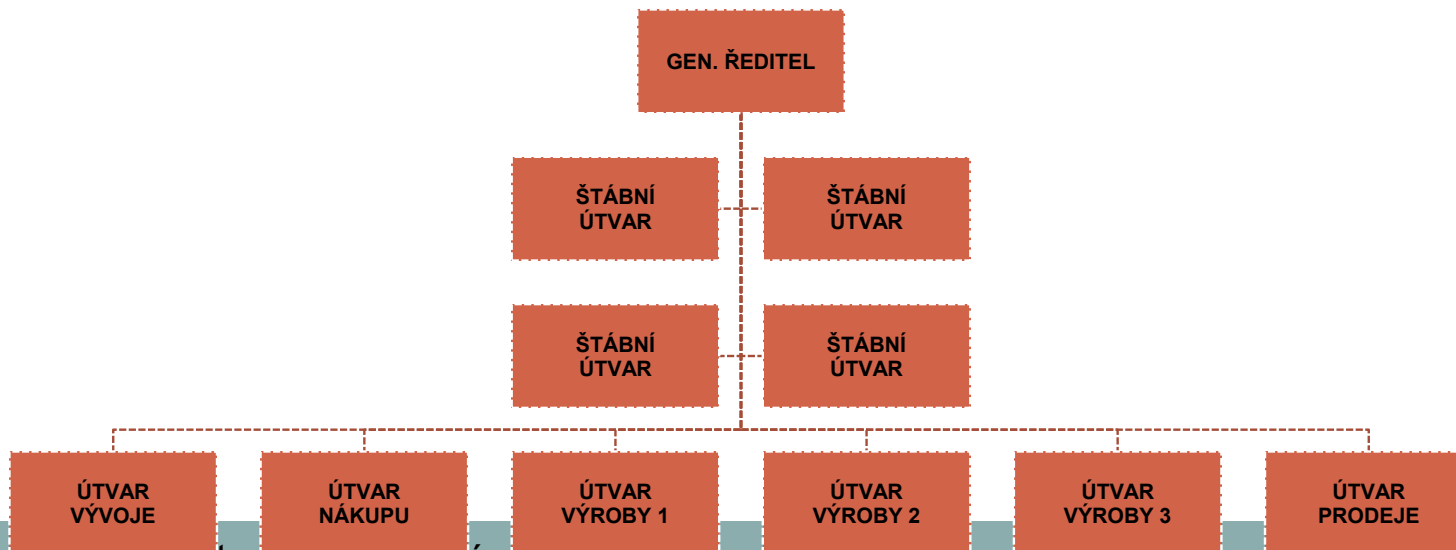 GEN. ŘEDITEL
ŠTÁBNÍ
ÚTVAR
ŠTÁBNÍ
ÚTVAR
ŠTÁBNÍ
ÚTVAR
ŠTÁBNÍ
ÚTVAR
ÚTVAR
VÝVOJE
ÚTVAR
NÁKUPU
ÚTVAR
VÝROBY 1
ÚTVAR
VÝROBY 2
ÚTVAR
VÝROBY 3
ÚTVAR
PRODEJE